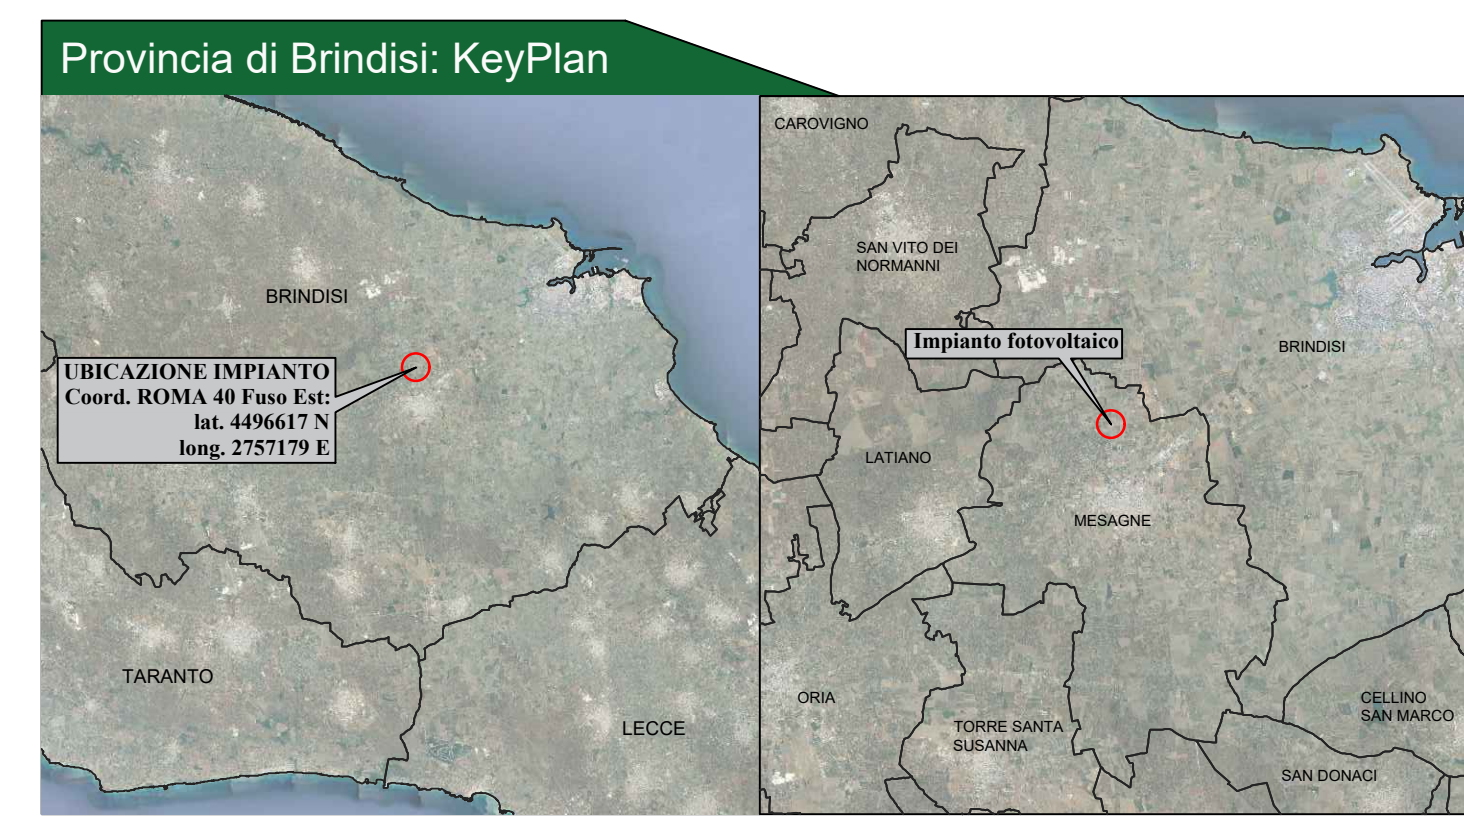 Provincia di Brindisi: KeyPlan
BRINDISI
UBICAZIONE IMPIANTO
Coord. ROMA 40 Fuso Est:
lat. 4496617 N
long. 2757179 E
TARANTO
LECCE
CAROVIGNO
SAN VITO DEI
NORMANNI
Impianto fotovoltaico
BRINDISI
LATIANO
MESAGNE
ORIA
TORRE SANTA
SUSANNA
CELLINO
SAN MARCO
SAN DONACI